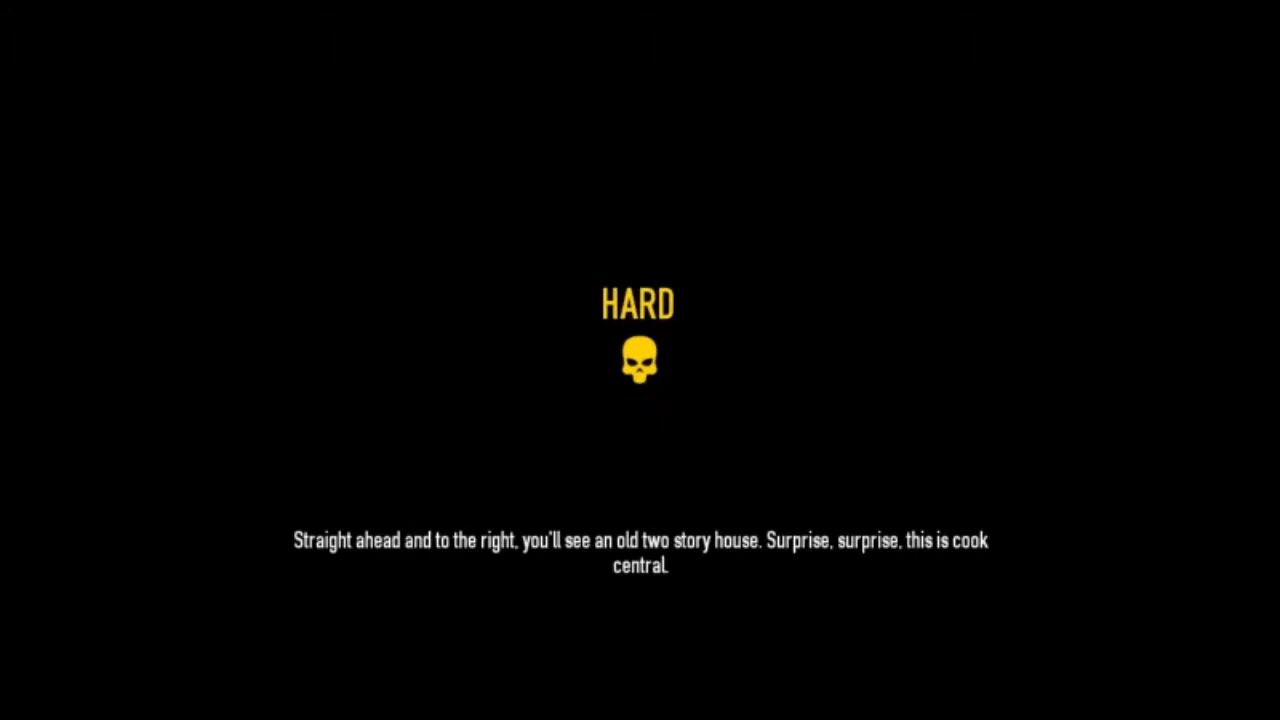 HARD
Straight ahead and to the right, you'll see an old two story house. Surprise, surprise, this is cook
central.